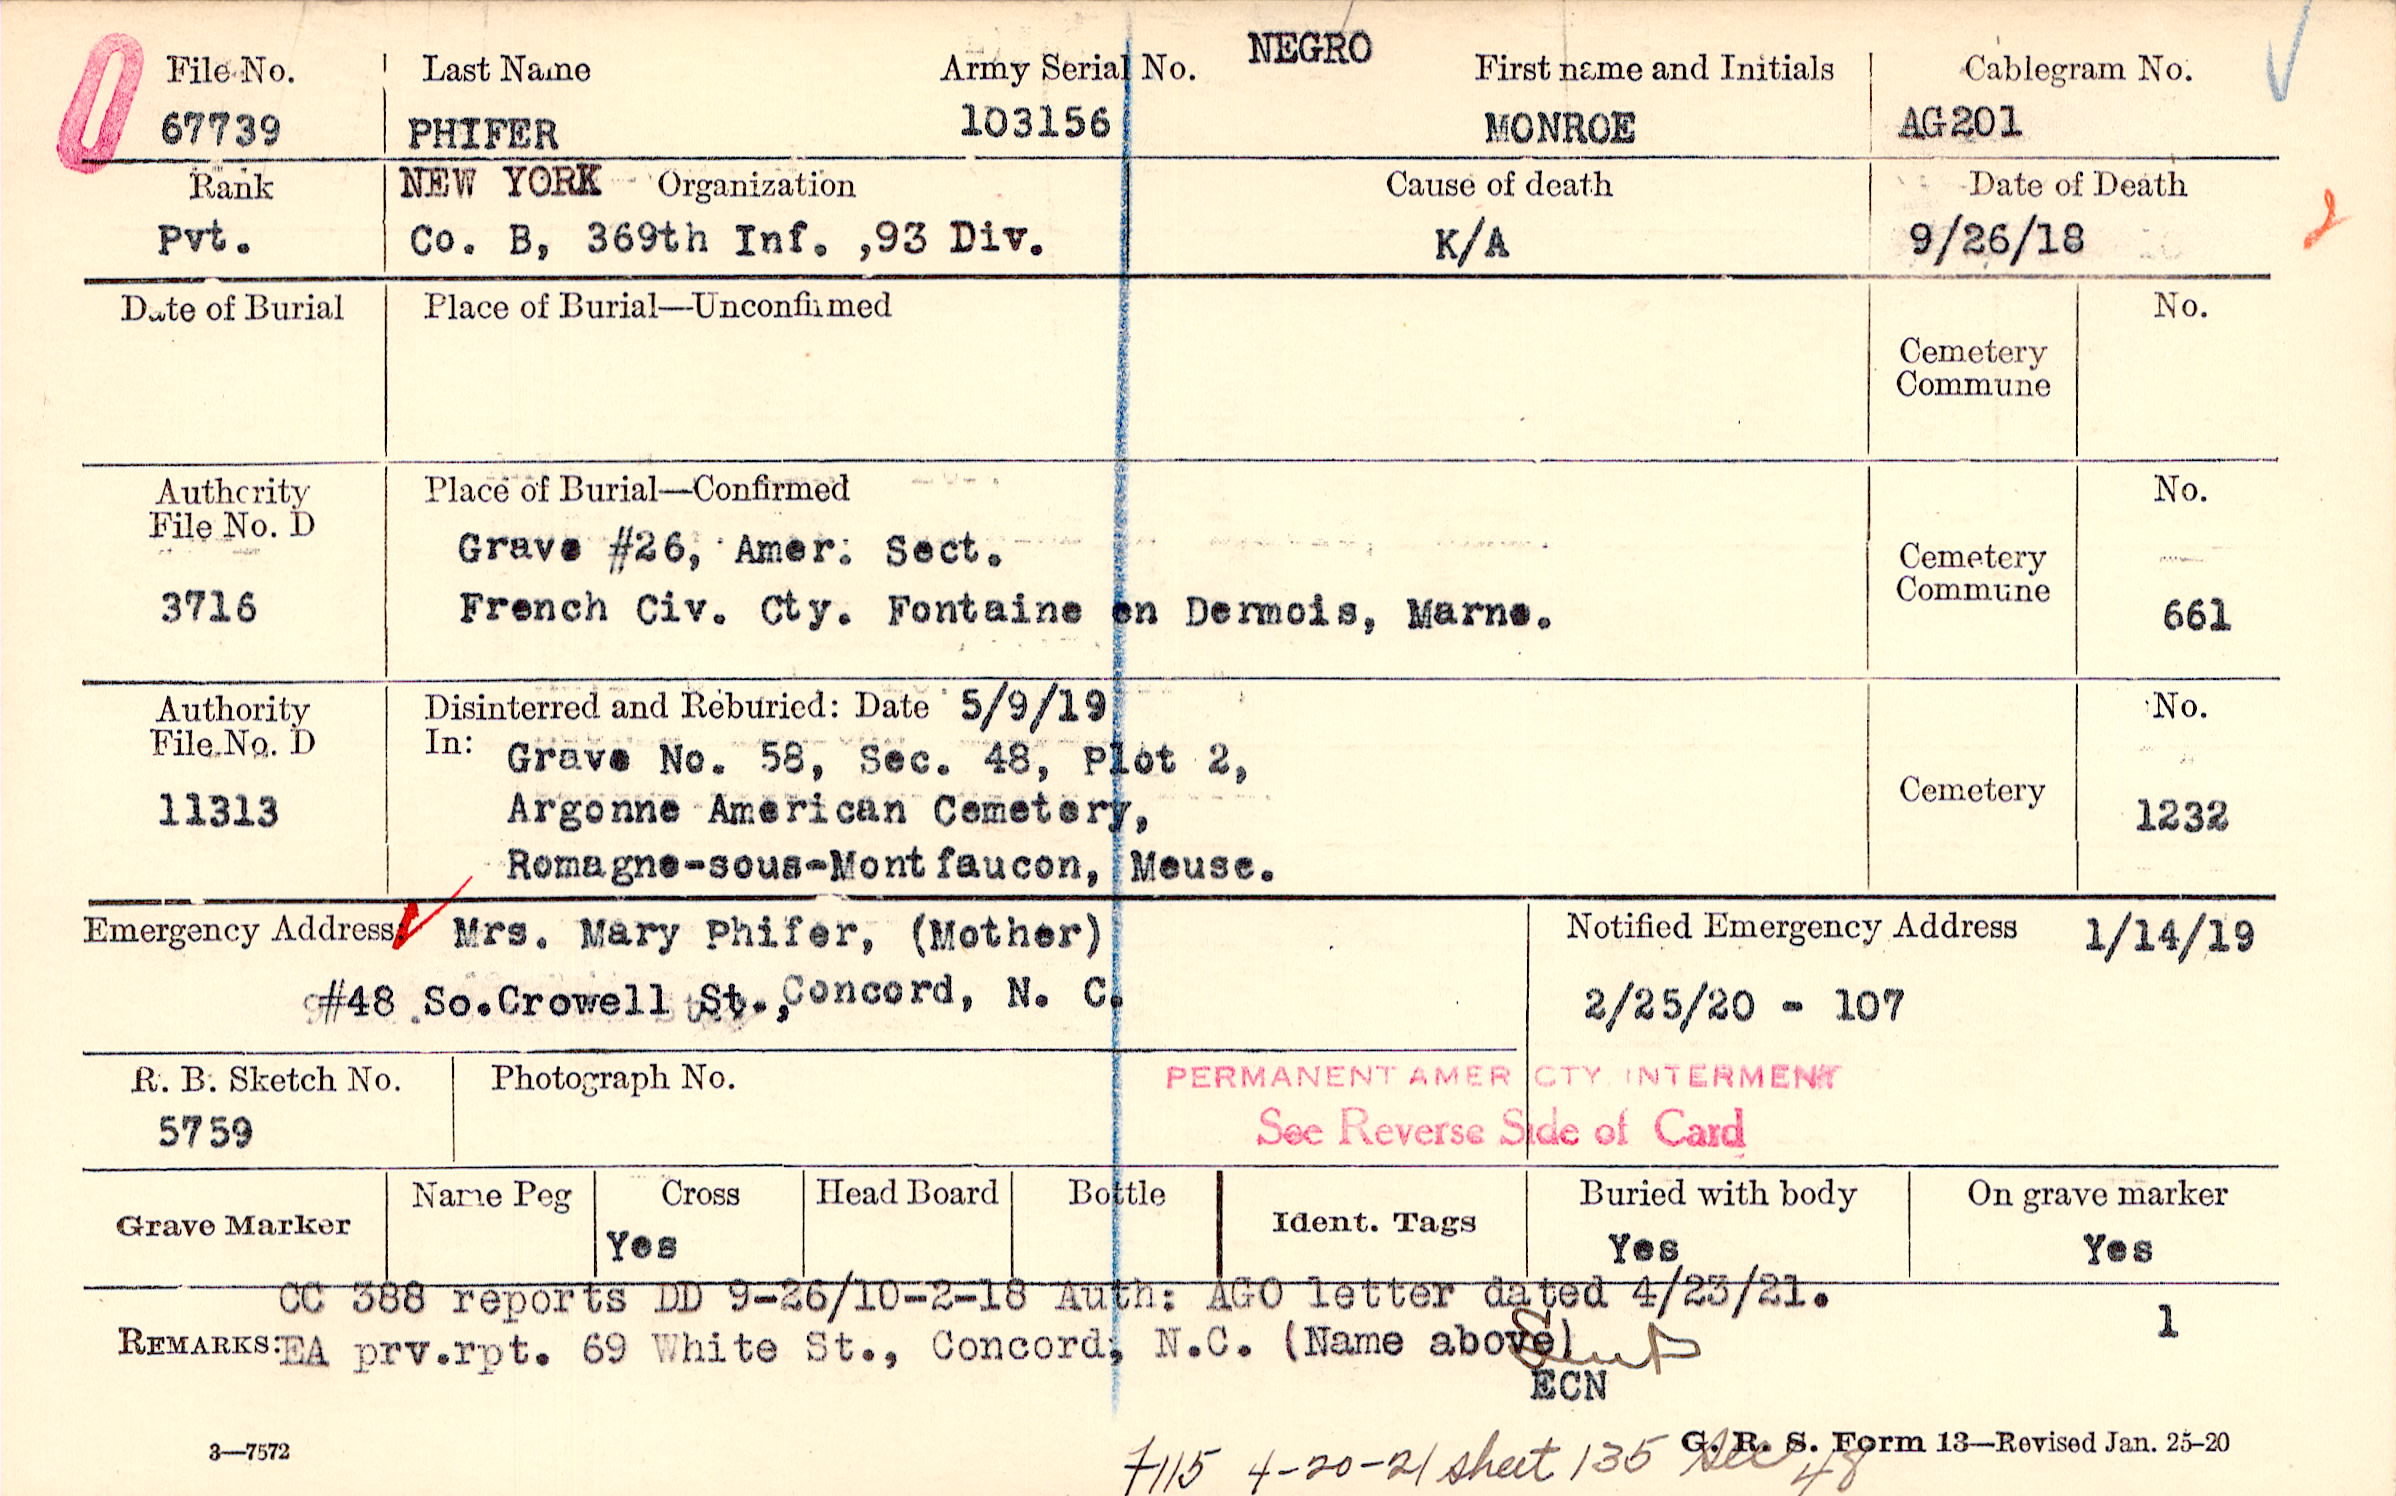 NEGRO
File No. Last Name Army Serial No. First name and Initials Cablegram No.
67739 PHIFER 103156 MONROE AG201
Rank NEW YORK Organization Cause of death Date of Death
Pvt. Co. B, 369th Inf. ,93 Div. K/A 9/26/18
Date of Burial Place of Burial—Unconfirmed No.
Cemetery
Commune
Authority Place of Burial—Confirmed No.
File No. D
Grave #26, Amer: Sect.
Cemetery
Commune
3716 French Civ. Cty. Fontaine en Dermois, Marne. 661
Authority Disinterred and Reburied: Date 5/9/19 No.
File No. D In: Grave No. 58, Sec. 48, Plot 2,
11313 Argonne American Cemetery, Cemetery 1232
Romagne-sous-Montfaucon, Meuse.
Emergency Address Mrs. Mary Phifer, (Mother) Notified Emergency Address 1/14/19
#48 So.Crowell St., Concord, N. C. 2/25/20 - 107
R. B. Sketch No. Photograph No. PERMANENT AMER CTY. INTERMENT
5759 See Reverse Side of Card
Name Peg Cross Head Board Bottle Buried with body On grave marker
Grave Marker Ident. Tags
Yes Yes Yes
CC 388 reports DD 9-26/10-2-18 Auth: AGO letter dated 4/23/21.
1
REMARKS: EA prv.rpt. 69 White St., Concord, N.C. (Name above)
ECN
3—7572 G. R. S. Form 13—Revised Jan. 25-20
7115 4-20-21 sheet 135 Sec 48